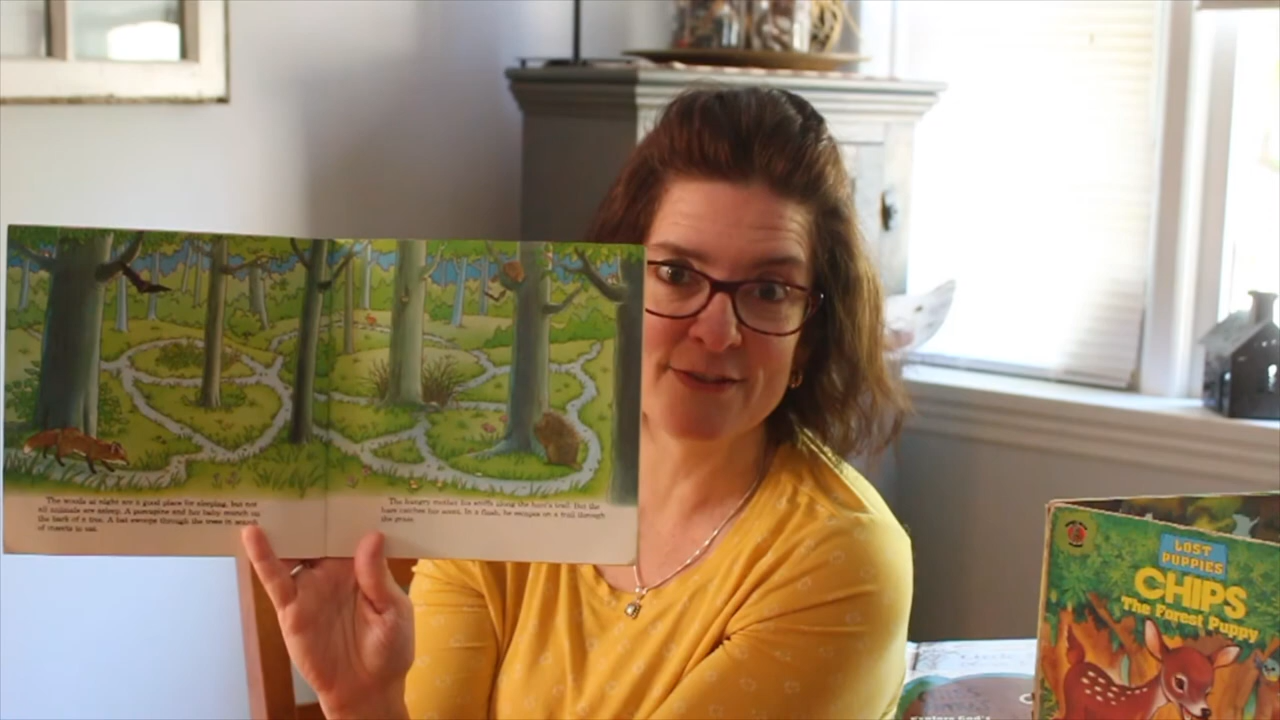 The woods at night are a good place for sleeping, but not
all animals are asleep. A porcupine and her baby munch on
the bark of a tree. A bat swoops through the trees in search
of insects to eat.
The hungry mother fox sniffs along the hare's trail. But the
hare catches her scent. In a flash, he escapes on a trail through
the grass.
LOST
PUPPIES
CHIPS
The Forest Puppy
Explore God's